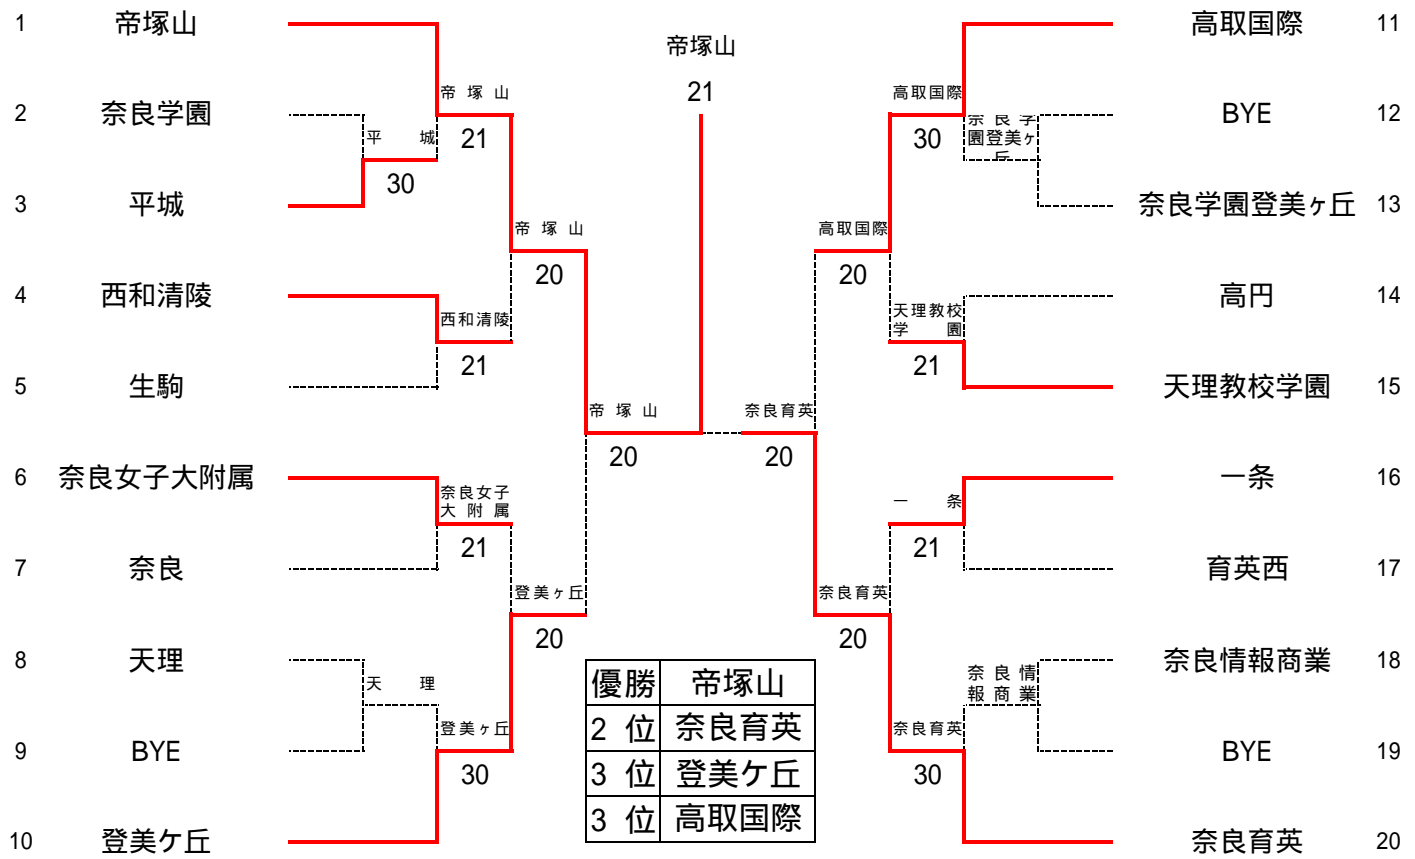 1 帝塚山
2 奈良学園
3 平城
4 西和清陵
5 生駒
6 奈良女子大附属
7 奈良
8 天理
9 BYE
10 登美ケ丘
平城
30
天理
帝塚山
21
西和清陵
21
奈良女子
大附属
21
登美ヶ丘
30
帝塚山
20
登美ヶ丘
20
帝塚山
20
帝塚山
21
奈良育英
20
高取国際
20
奈良育英
20
高取国際
30
天理教校
学園
21
一条
21
奈良育英
30
奈良学
園登美ヶ
丘
奈良情
報商業
高取国際 11
BYE 12
奈良学園登美ヶ丘 13
高円 14
天理教校学園 15
一条 16
育英西 17
奈良情報商業 18
BYE 19
奈良育英 20
優勝 帝塚山
2 位 奈良育英
3 位 登美ケ丘
3 位 高取国際